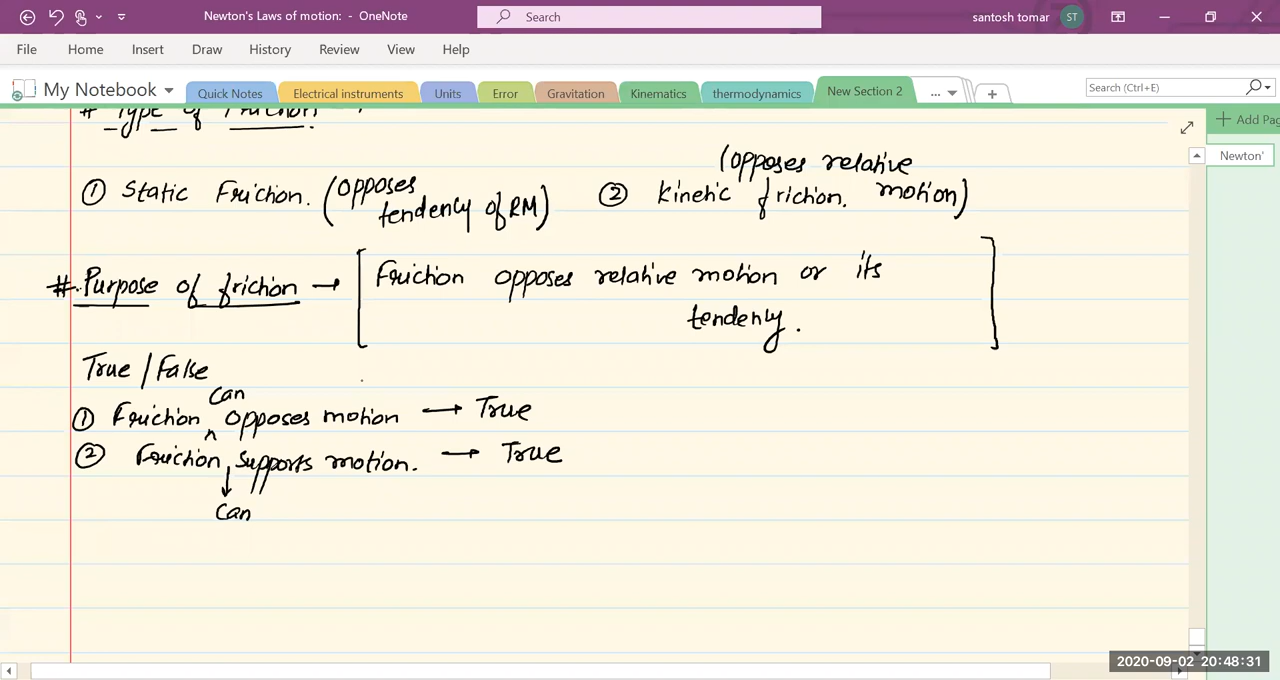 Newton's Laws of motion: - OneNote
Search
santosh tomar
ST
File Home Insert Draw History Review View Help
My Notebook
Quick Notes
Electrical instruments
Units
Error
Gravitation
Kinematics
thermodynamics
New Section 2
...
Search (Ctrl+E)
Add Pag
Newton'
# Type of Friction
① Static Friction. (opposes tendency of RM)
② Kinetic friction. (opposes relative motion)
# Purpose of friction → [Friction opposes relative motion or its
tendenly.]
True / False
① Friction can opposes motion → True
② Friction supports motion. → True
can
2020-09-02 20:48:31